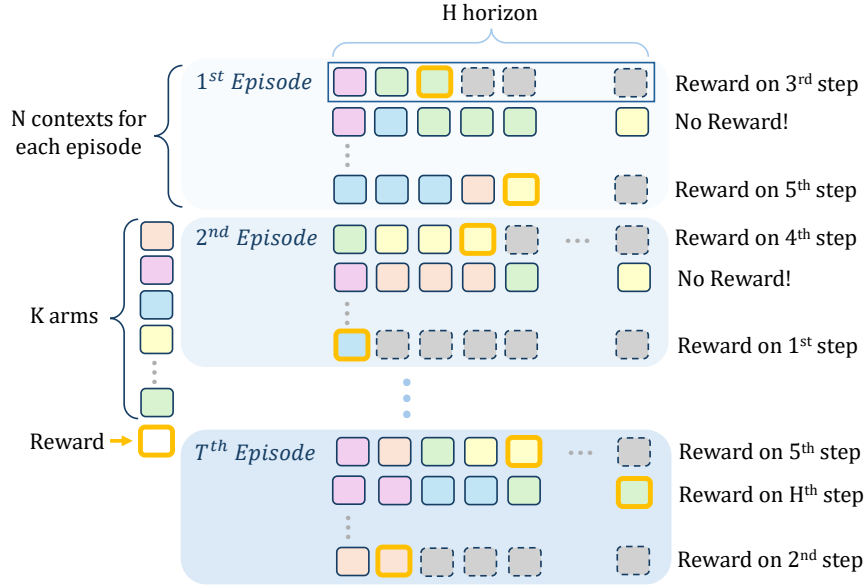 H horizon
1st Episode
Reward on 3rd step
No Reward!
N contexts for
each episode
Reward on 5th step
2nd Episode
Reward on 4th step
No Reward!
K arms
Reward on 1st step
Reward
Tth Episode
Reward on 5th step
Reward on Hth step
Reward on 2nd step